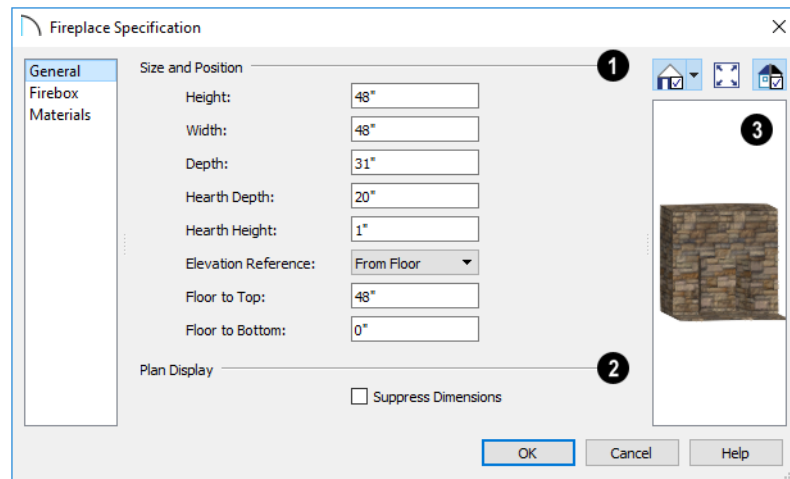 Fireplace Specification
General
Firebox
Materials
Size and Position
1
Height: 48"
Width: 48"
Depth: 31"
Hearth Depth: 20"
Hearth Height: 1"
Elevation Reference: From Floor
Floor to Top: 48"
Floor to Bottom: 0"
Plan Display
2
Suppress Dimensions
3
OK Cancel Help